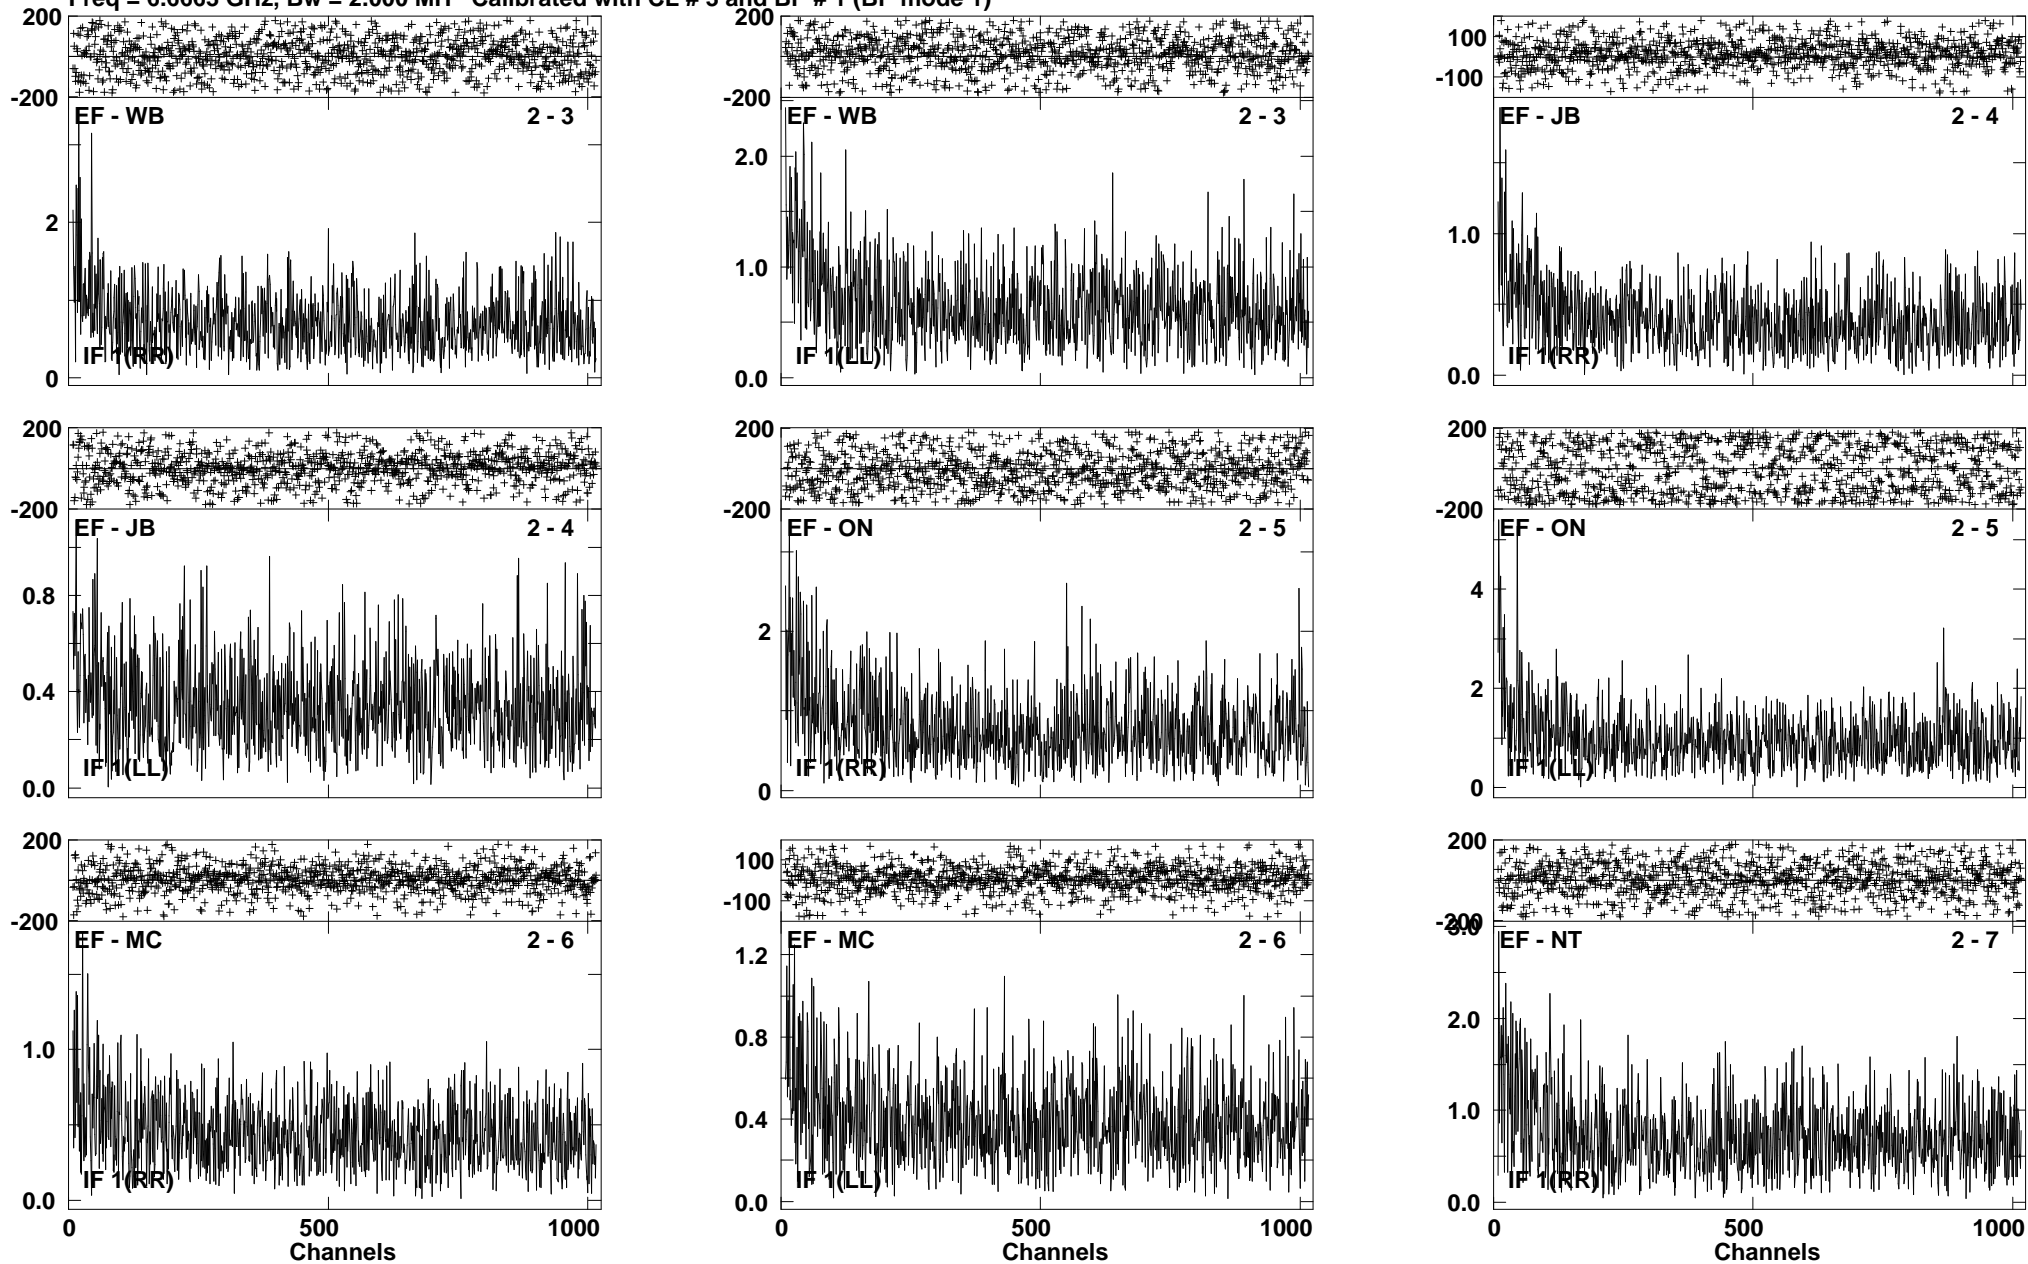 Freq = 6.6665 GHz, Bw = 2.000 MH Calibrated with CL # 3 and BP # 1 (BP mode 1)
200
-200
EF - WB 2 - 3
2
0
IF 1(RR)
200
-200
EF - WB 2 - 3
2.0
1.0
0.0
IF 1(LL)
100
-100
EF - JB 2 - 4
1.0
0.0
IF 1(RR)
200
-200
EF - JB 2 - 4
0.8
0.4
0.0
IF 1(LL)
200
-200
EF - ON 2 - 5
2
0
IF 1(RR)
200
-200
EF - ON 2 - 5
4
2
0
IF 1(LL)
200
-200
EF - MC 2 - 6
1.0
0.0
IF 1(RR)
0 500 1000
Channels
100
-100
EF - MC 2 - 6
1.2
0.8
0.4
0.0
IF 1(LL)
0 500 1000
Channels
200
-200
3.0
EF - NT 2 - 7
2.0
1.0
0.0
IF 1(RR)
0 500 1000
Channels